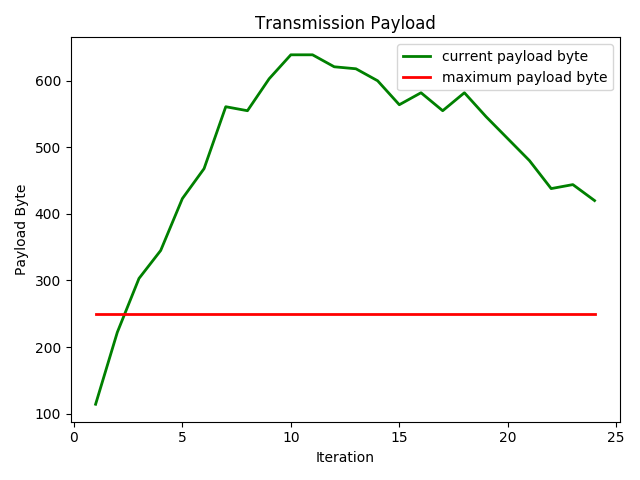 Transmission Payload
current payload byte
maximum payload byte
Payload Byte
600
500
400
300
200
100
0 5 10 15 20 25
Iteration